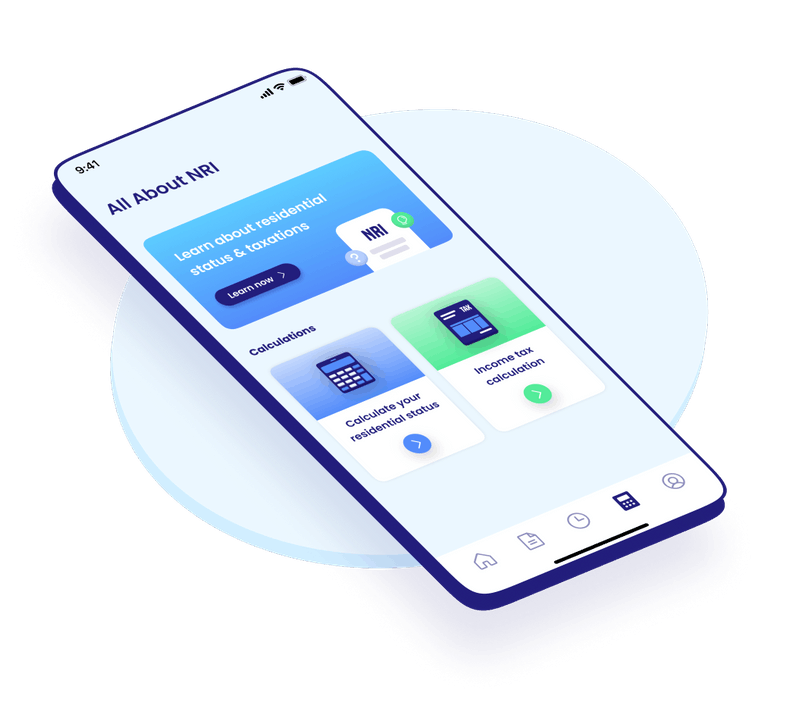 9:41
All About NRI
Learn about residential
status & taxations
Learn now
NRI
?
Calculations
Calculate your
residential status
TAX
Income tax
calculation